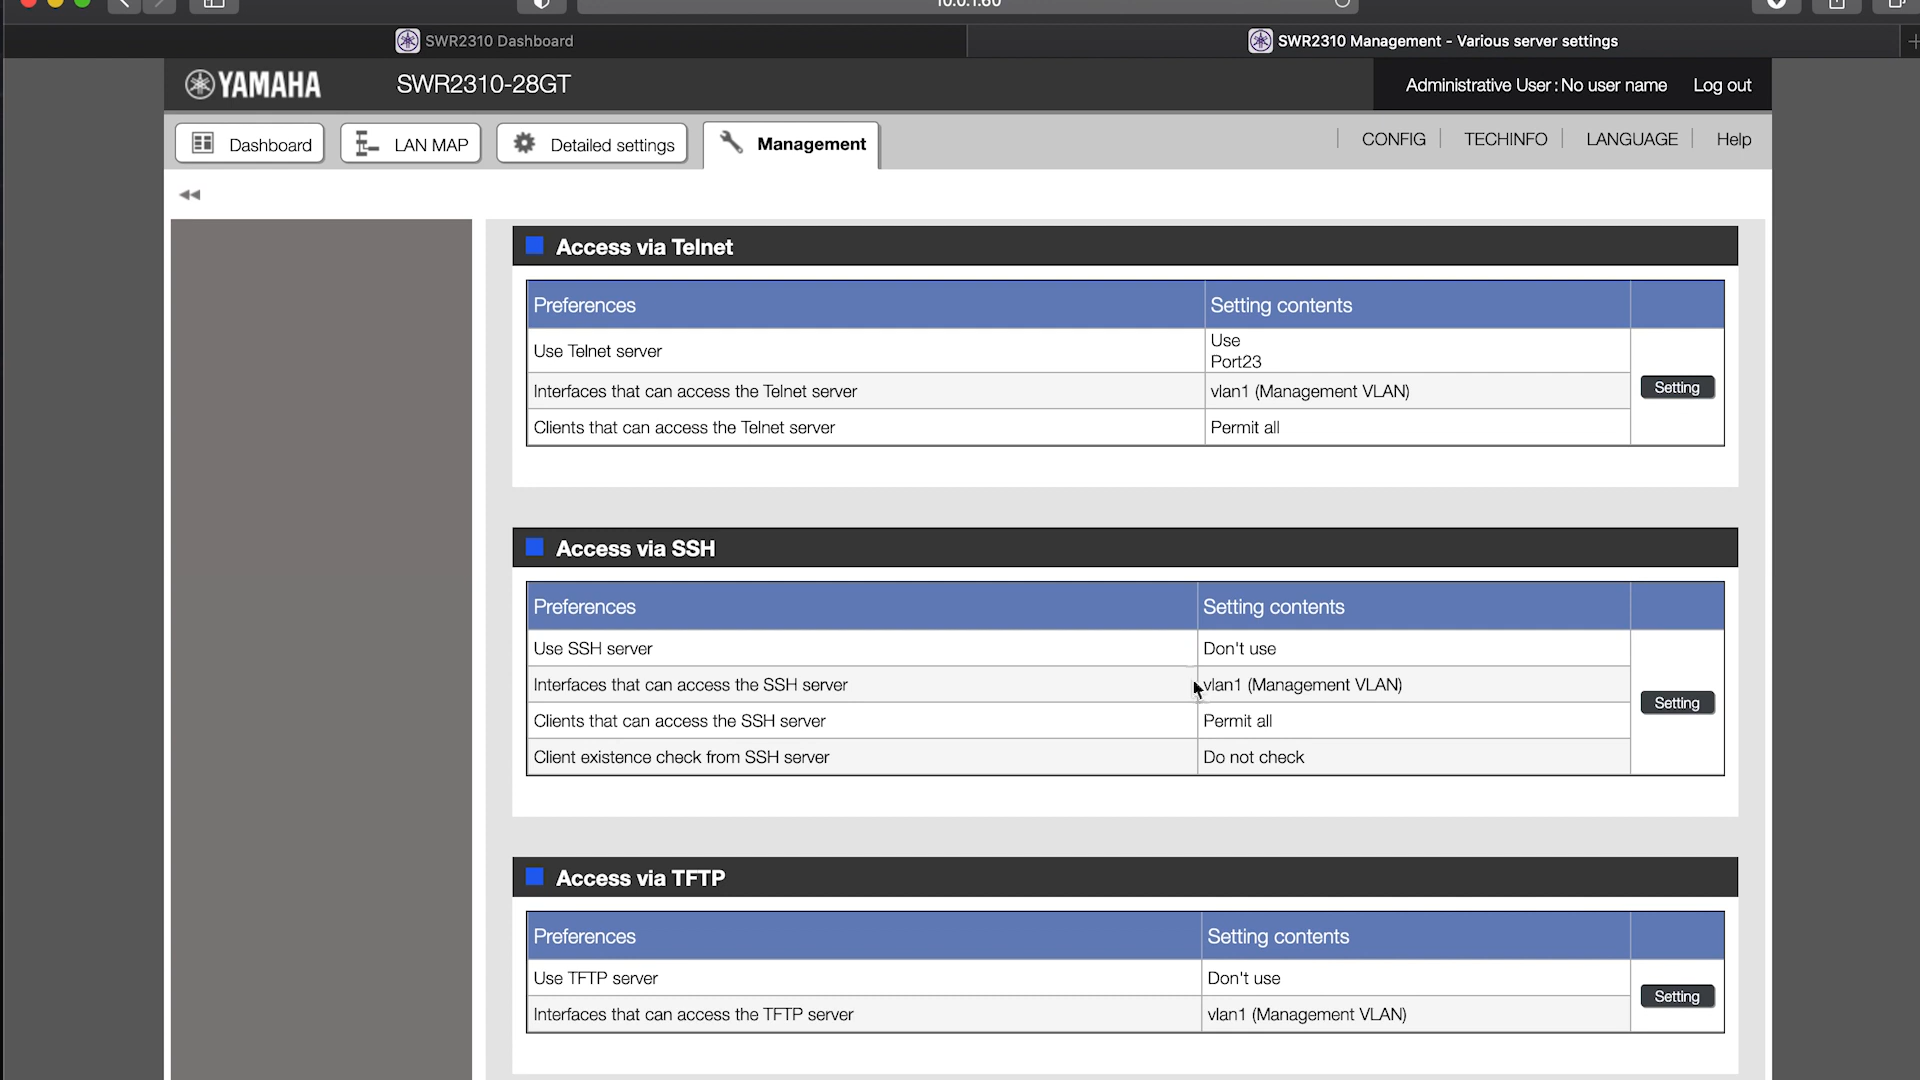 10.0.1.60
SWR2310 Dashboard
SWR2310 Management - Various server settings
YAMAHA
SWR2310-28GT
Administrative User : No user name
Log out
Dashboard
LAN MAP
Detailed settings
Management
CONFIG
TECHINFO
LANGUAGE
Help
Access via Telnet
Preferences
Setting contents
Use Telnet server
Use
Port23
Interfaces that can access the Telnet server
vlan1 (Management VLAN)
Clients that can access the Telnet server
Permit all
Setting
Access via SSH
Preferences
Setting contents
Use SSH server
Don't use
Interfaces that can access the SSH server
vlan1 (Management VLAN)
Clients that can access the SSH server
Permit all
Client existence check from SSH server
Do not check
Setting
Access via TFTP
Preferences
Setting contents
Use TFTP server
Don't use
Interfaces that can access the TFTP server
vlan1 (Management VLAN)
Setting